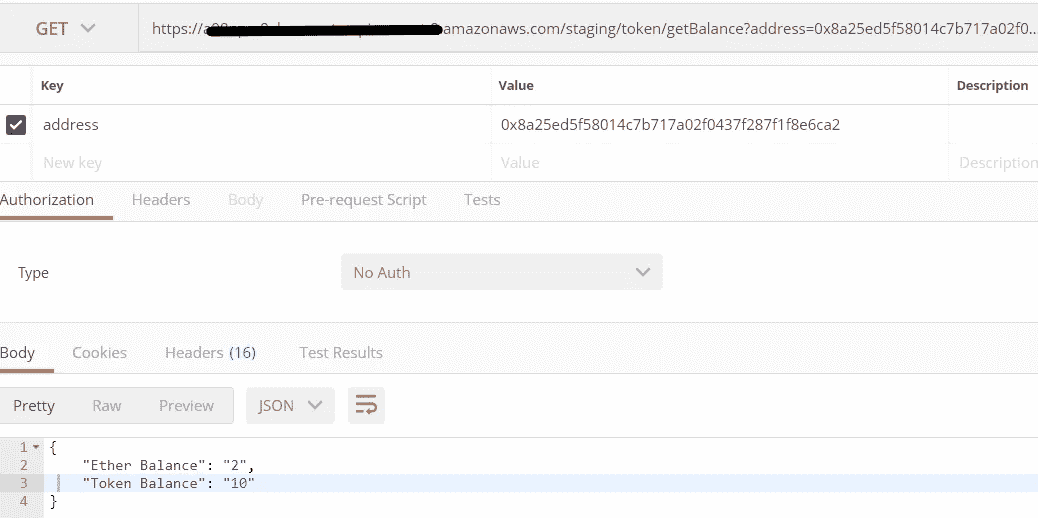 GET https://a amazonaws.com/staging/token/getBalance?address=0x8a25ed5f58014c7b717a02f0...
Key Value Description
address 0x8a25ed5f58014c7b717a02f0437f287f1f8e6ca2
New key Value Description
Authorization Headers Body Pre-request Script Tests
Type No Auth
Body Cookies Headers (16) Test Results
Pretty Raw Preview JSON
1 {
2 "Ether Balance": "2",
3 "Token Balance": "10"
4 }